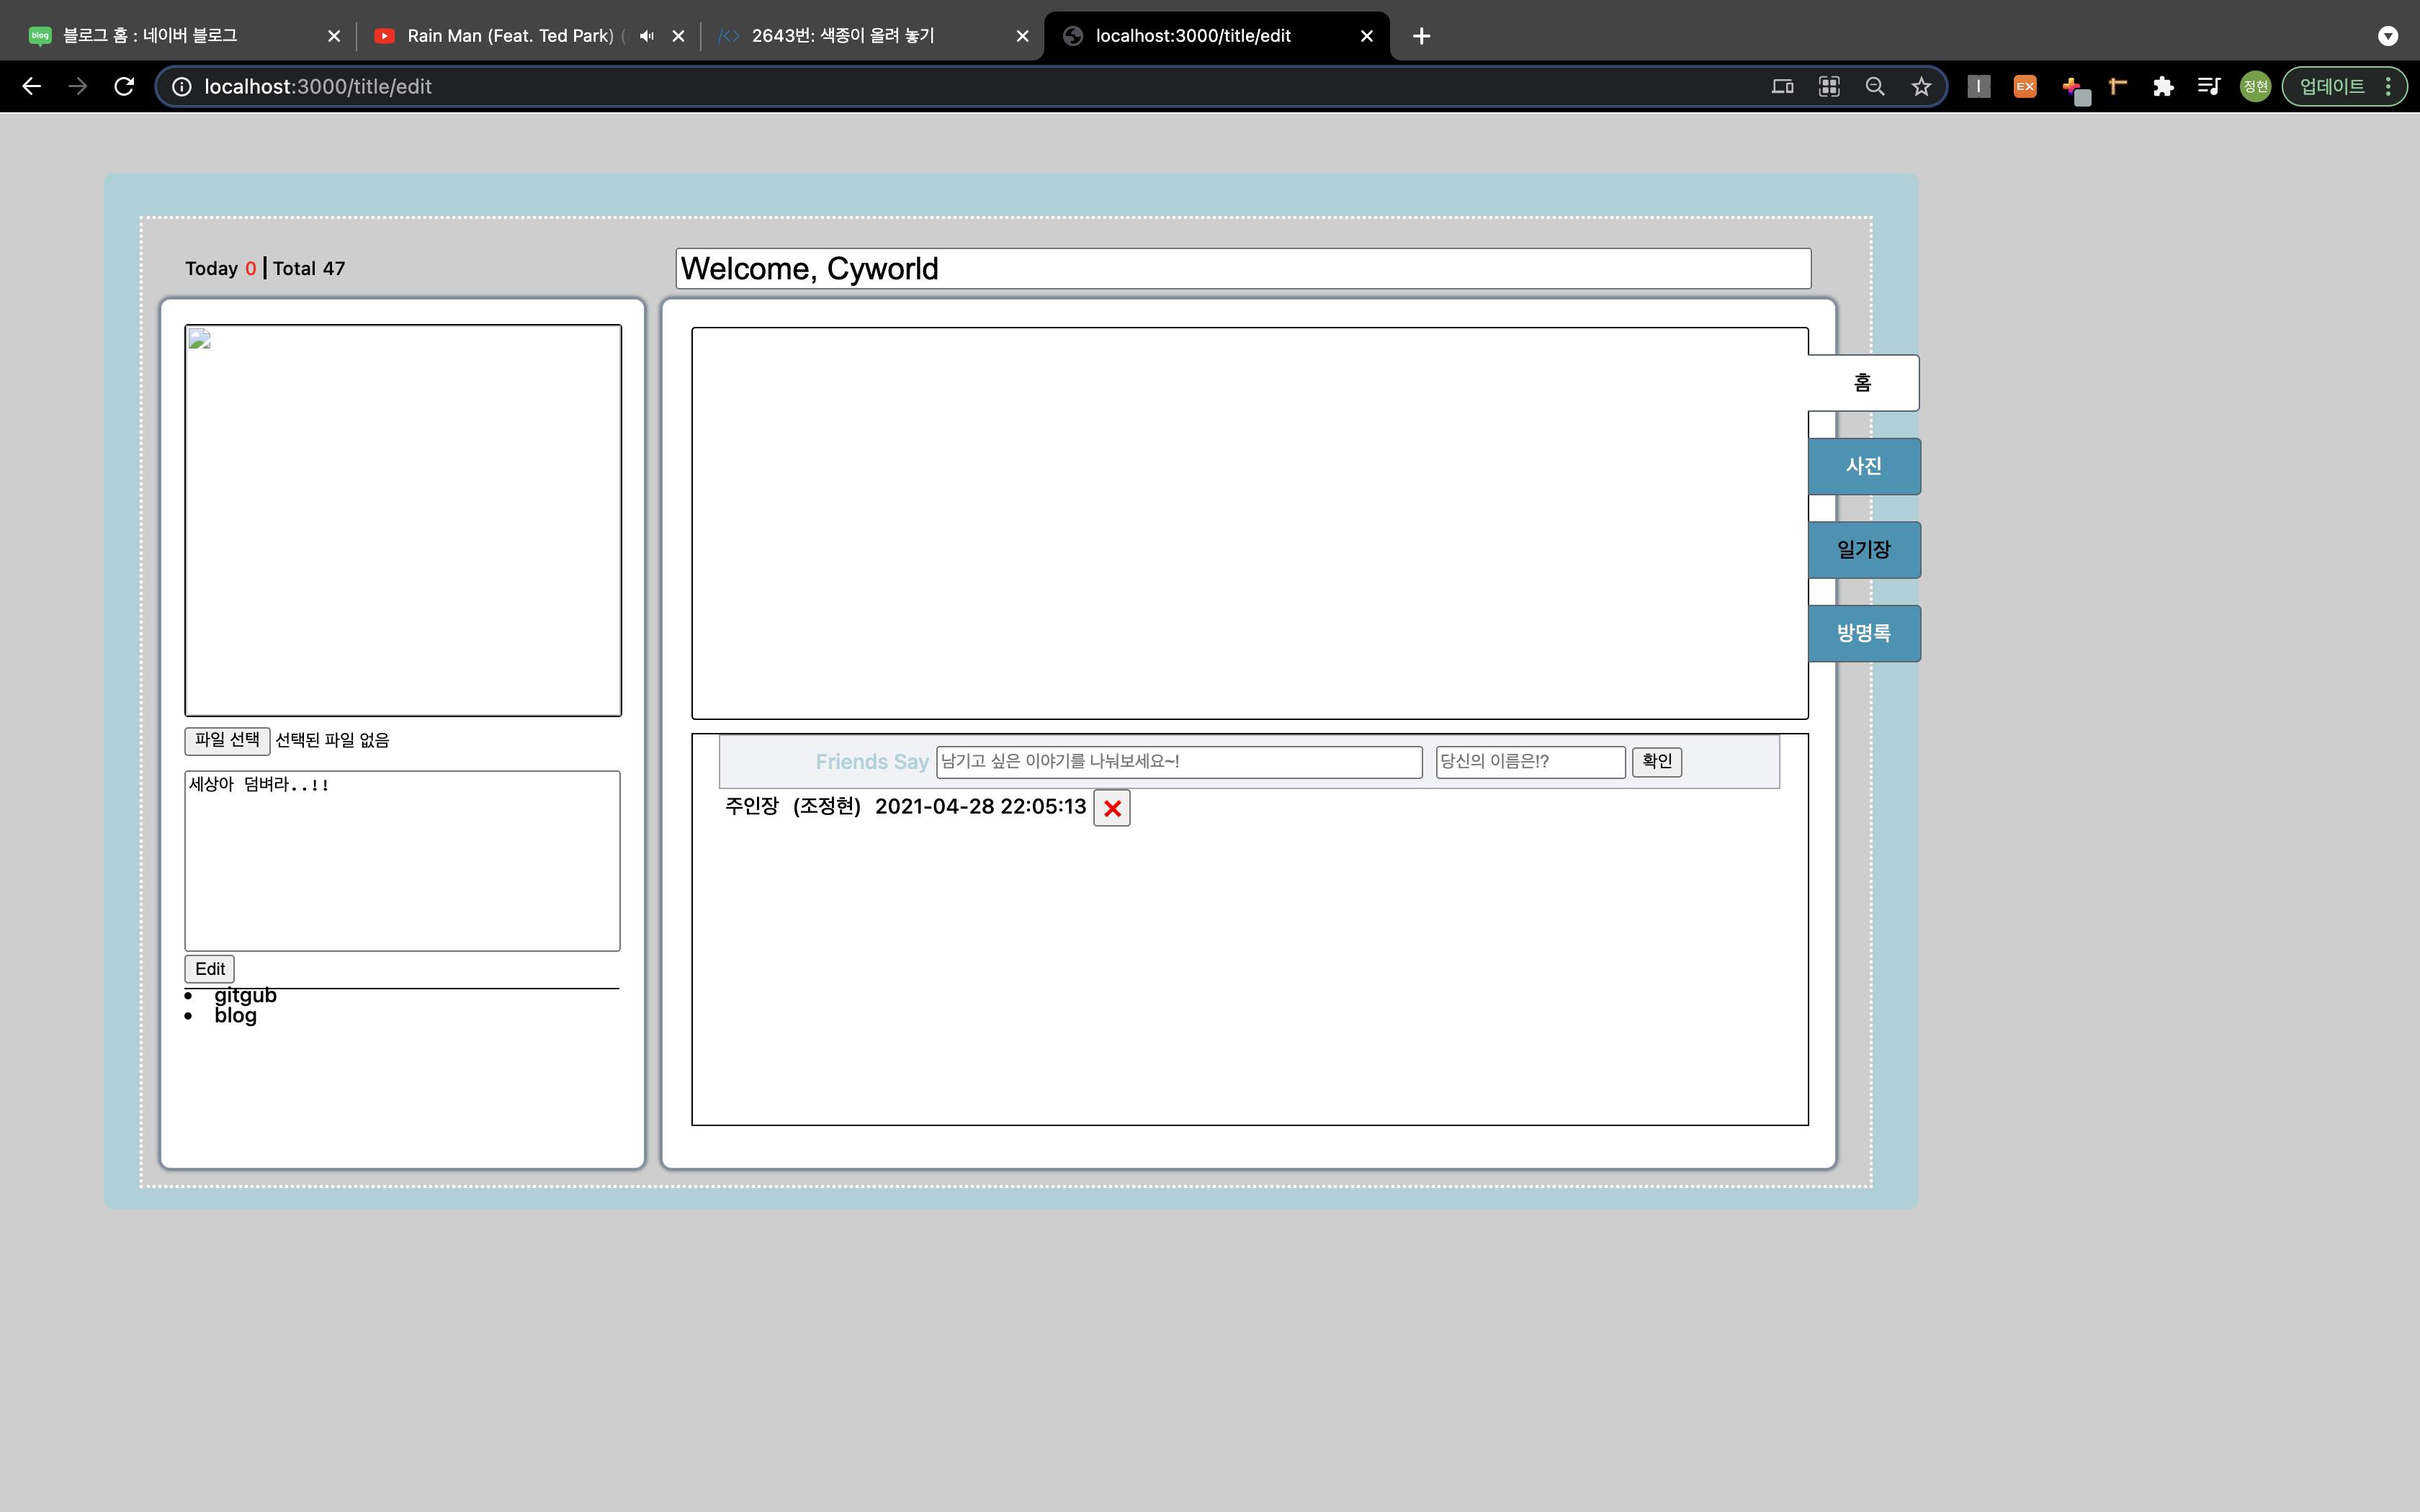 블로그 홈 : 네이버 블로그
Rain Man (Feat. Ted Park) (
2643번: 색종이 올려 놓기
localhost:3000/title/edit
localhost:3000/title/edit
EX
정현
업데이트
Today 0 | Total 47
Welcome, Cyworld
홈
사진
일기장
방명록
파일 선택 선택된 파일 없음
세상아 덤벼라..!!
Edit
gitgub
blog
Friends Say 남기고 싶은 이야기를 나눠보세요~! 당신의 이름은!? 확인
주인장 (조정현) 2021-04-28 22:05:13